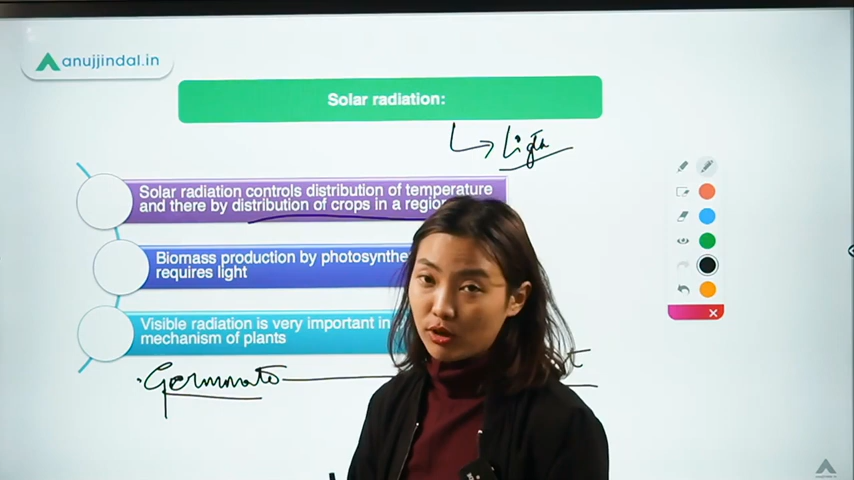 anujjindal.in
Solar radiation:
Light
Solar radiation controls distribution of temperature
and there by distribution of crops in a region
Biomass production by photosynthe
requires light
Visible radiation is very important in
mechanism of plants